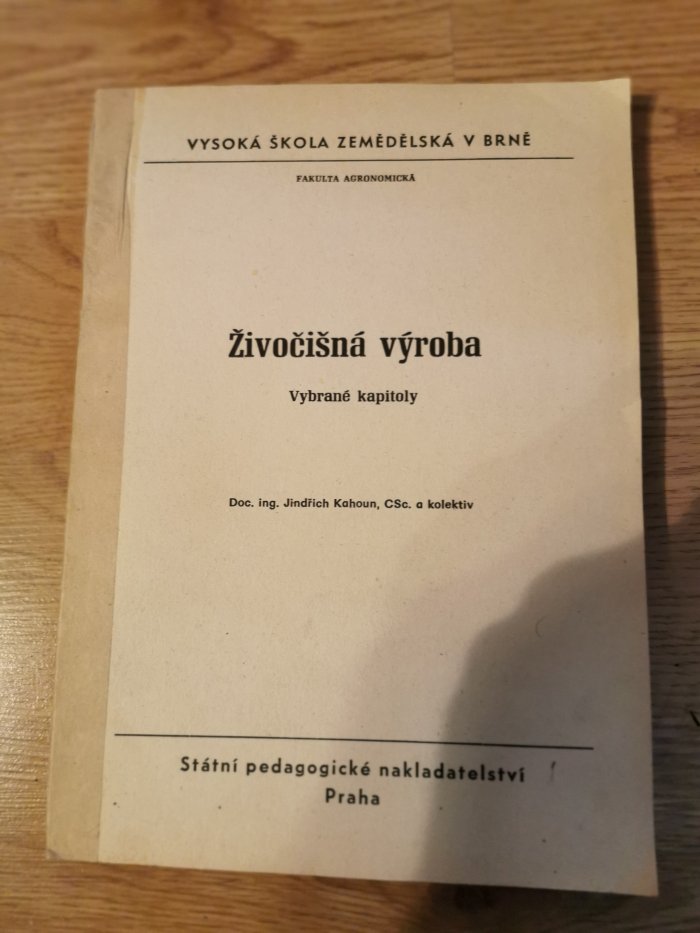 VYSOKÁ ŠKOLA ZEMĚDĚLSKÁ V BRNĚ
FAKULTA AGRONOMICKÁ
Živočišná výroba
Vybrané kapitoly
Doc. ing. Jindřich Kahoun, CSc. a kolektiv
Státní pedagogické nakladatelství
Praha